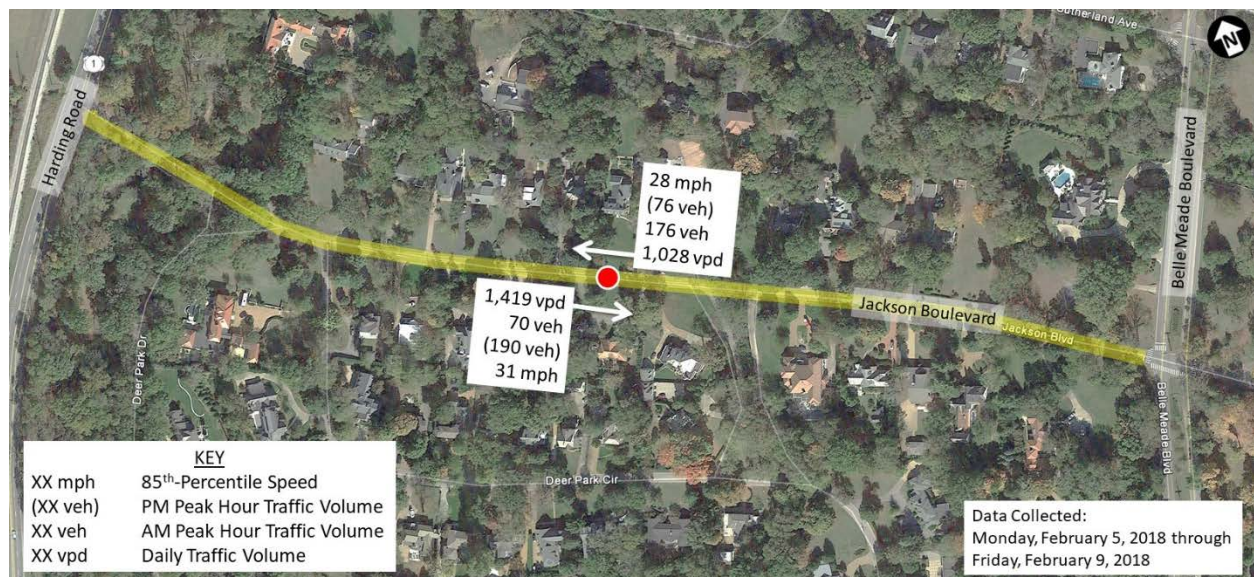 Sutherland Ave
N
1
Harding Road
Belle Meade Boulevard
28 mph
(76 veh)
176 veh
1,028 vpd
1,419 vpd
70 veh
(190 veh)
31 mph
Jackson Boulevard
Jackson Blvd
Deer Park Dr
Belle Meade Blvd
Deer Park Cir
KEY
XX mph 85th-Percentile Speed
(XX veh) PM Peak Hour Traffic Volume
XX veh AM Peak Hour Traffic Volume
XX vpd Daily Traffic Volume
Data Collected:
Monday, February 5, 2018 through
Friday, February 9, 2018